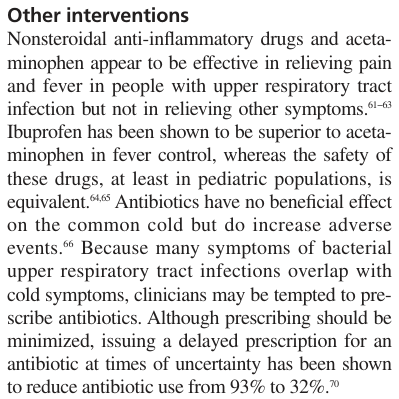 Other interventions
Nonsteroidal anti-inflammatory drugs and aceta-
minophen appear to be effective in relieving pain
and fever in people with upper respiratory tract
infection but not in relieving other symptoms.61–63
Ibuprofen has been shown to be superior to aceta-
minophen in fever control, whereas the safety of
these drugs, at least in pediatric populations, is
equivalent.64,65 Antibiotics have no beneficial effect
on the common cold but do increase adverse
events.66 Because many symptoms of bacterial
upper respiratory tract infections overlap with
cold symptoms, clinicians may be tempted to pre-
scribe antibiotics. Although prescribing should be
minimized, issuing a delayed prescription for an
antibiotic at times of uncertainty has been shown
to reduce antibiotic use from 93% to 32%.70